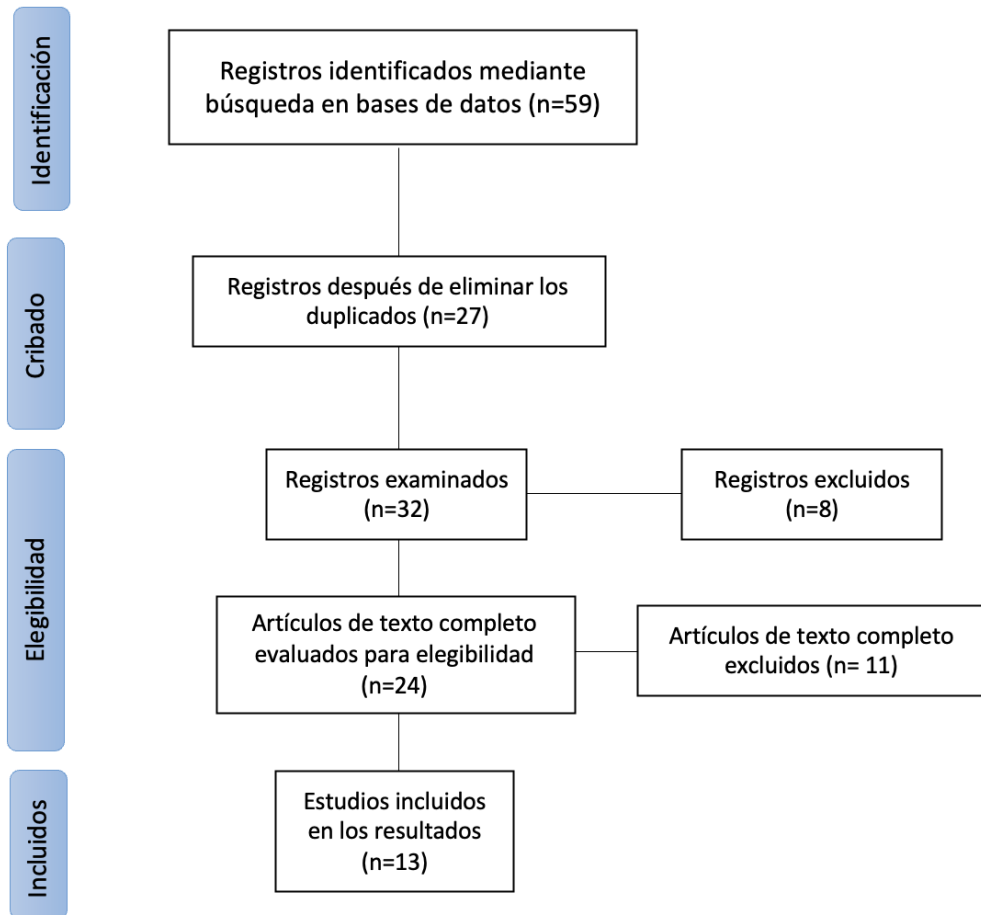 Identificación
Registros identificados mediante
búsqueda en bases de datos (n=59)
Cribado
Registros después de eliminar los
duplicados (n=27)
Elegibilidad
Registros examinados
(n=32)
Registros excluidos
(n=8)
Artículos de texto completo
evaluados para elegibilidad
(n=24)
Artículos de texto completo
excluidos (n= 11)
Incluidos
Estudios incluidos
en los resultados
(n=13)